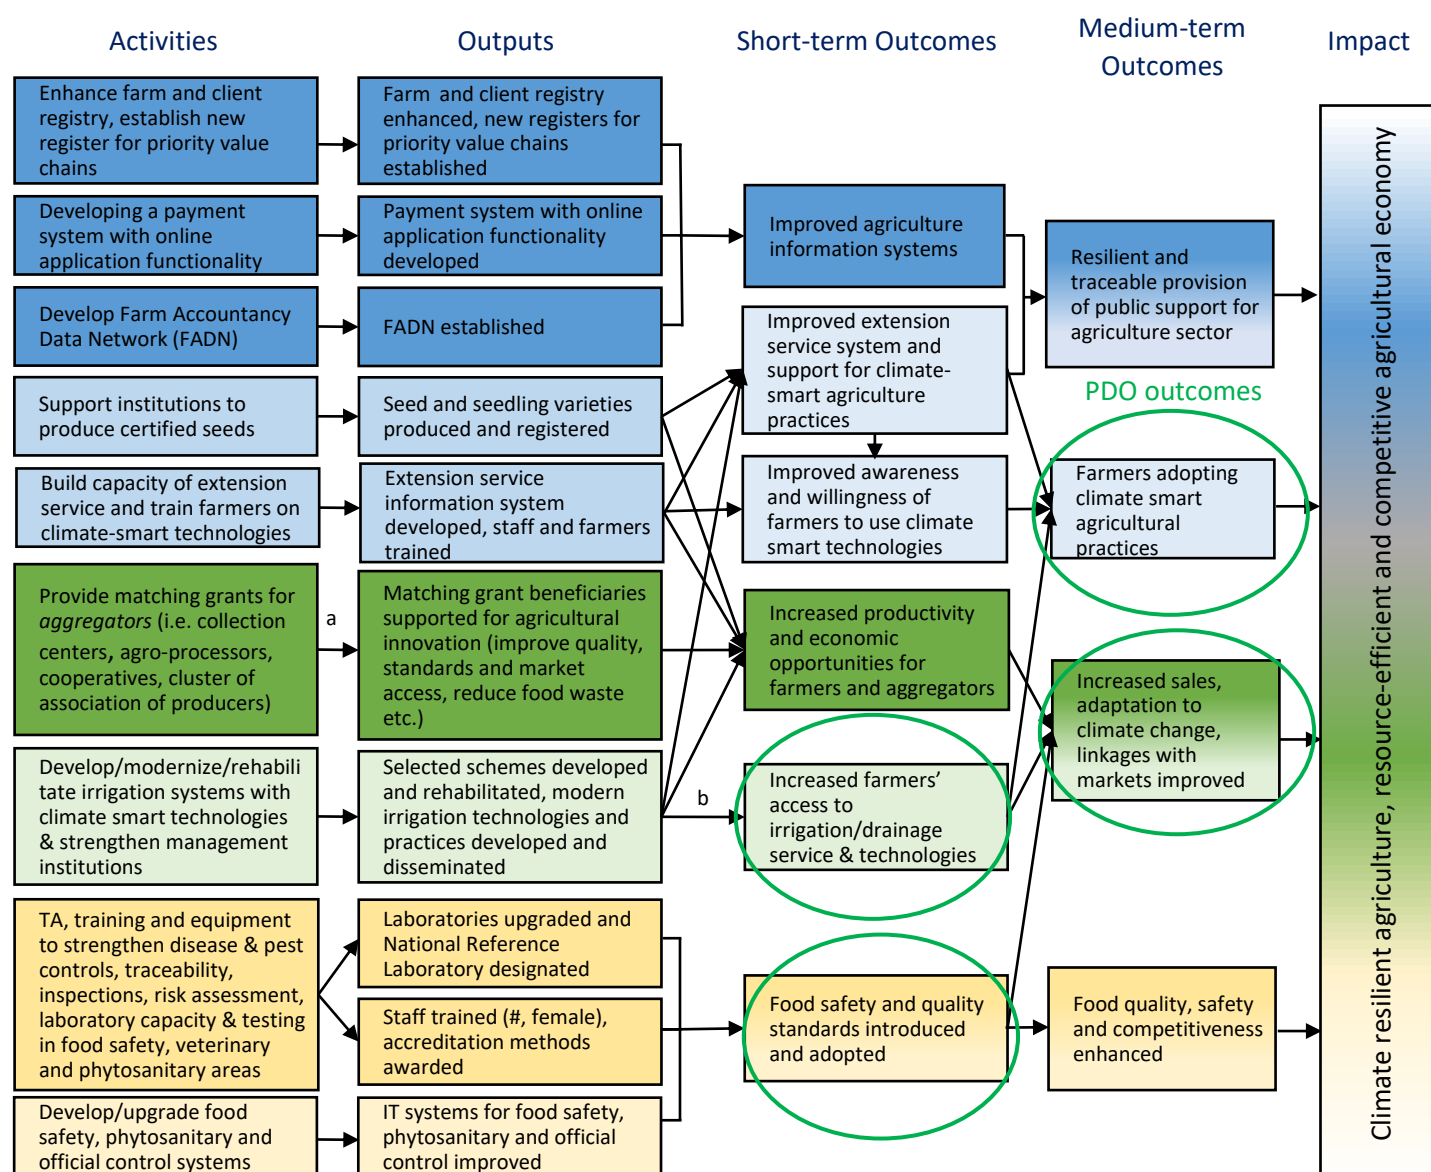 Activities
Outputs
Short-term Outcomes
Medium-term
Outcomes
Impact
Enhance farm and client
registry, establish new
register for priority value
chains
Farm and client registry
enhanced, new registers for
priority value chains
established
Developing a payment
system with online
application functionality
Payment system with online
application functionality
developed
Improved agriculture
information systems
Resilient and
traceable provision
of public support for
agriculture sector
Develop Farm Accountancy
Data Network (FADN)
FADN established
Improved extension
service system and
support for climate-
smart agriculture
practices
PDO outcomes
Support institutions to
produce certified seeds
Seed and seedling varieties
produced and registered
Build capacity of extension
service and train farmers on
climate-smart technologies
Extension service
information system
developed, staff and farmers
trained
Improved awareness
and willingness of
farmers to use climate
smart technologies
Farmers adopting
climate smart
agricultural
practices
Provide matching grants for
aggregators (i.e. collection
centers, agro-processors,
cooperatives, cluster of
association of producers)
a
Matching grant beneficiaries
supported for agricultural
innovation (improve quality,
standards and market
access, reduce food waste
etc.)
Increased productivity
and economic
opportunities for
farmers and aggregators
Increased sales,
adaptation to
climate change,
linkages with
markets improved
Develop/modernize/rehabili
tate irrigation systems with
climate smart technologies
& strengthen management
institutions
Selected schemes developed
and rehabilitated, modern
irrigation technologies and
practices developed and
disseminated
b
Increased farmers’
access to
irrigation/drainage
service & technologies
TA, training and equipment
to strengthen disease & pest
controls, traceability,
inspections, risk assessment,
laboratory capacity & testing
in food safety, veterinary
and phytosanitary areas
Laboratories upgraded and
National Reference
Laboratory designated
Staff trained (#, female),
accreditation methods
awarded
Food safety and quality
standards introduced
and adopted
Food quality, safety
and competitiveness
enhanced
Develop/upgrade food
safety, phytosanitary and
official control systems
IT systems for food safety,
phytosanitary and official
control improved
Climate resilient agriculture, resource-efficient and competitive agricultural economy